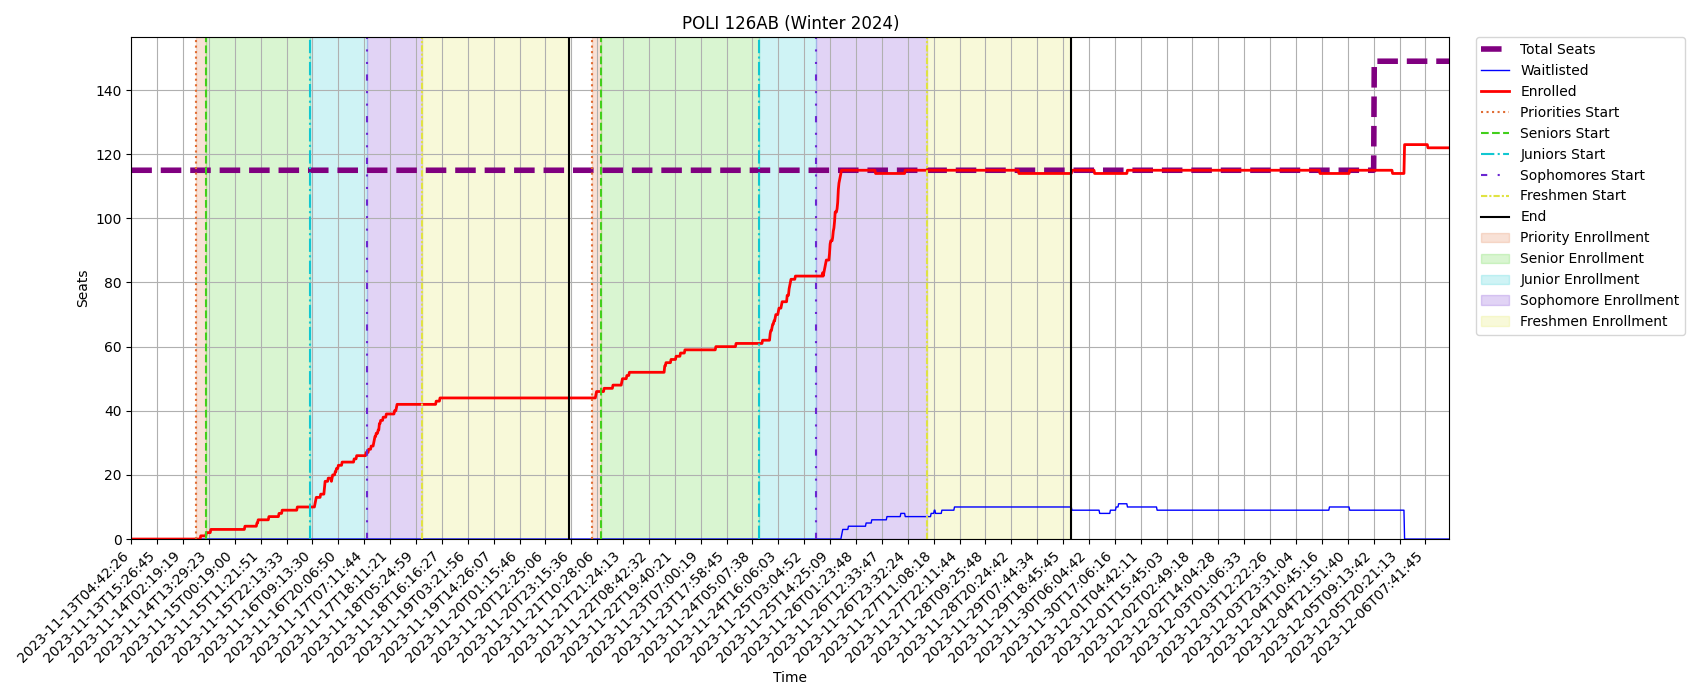 POLI 126AB (Winter 2024)
Seats
140
120
100
80
60
40
20
0
2023-11-13T04:42:26
2023-11-13T15:26:45
2023-11-14T02:19:19
2023-11-14T13:29:23
2023-11-15T00:19:00
2023-11-15T11:21:51
2023-11-15T22:13:33
2023-11-16T09:13:30
2023-11-16T20:06:50
2023-11-17T07:11:44
2023-11-17T18:11:21
2023-11-18T05:24:59
2023-11-18T16:16:27
2023-11-19T03:21:56
2023-11-19T14:26:07
2023-11-20T01:15:46
2023-11-20T12:25:06
2023-11-20T23:15:36
2023-11-21T10:28:06
2023-11-21T21:24:13
2023-11-22T08:42:32
2023-11-22T19:40:21
2023-11-23T07:00:19
2023-11-23T17:58:45
2023-11-24T05:07:38
2023-11-24T16:06:03
2023-11-25T03:04:52
2023-11-25T14:25:09
2023-11-26T01:23:48
2023-11-26T12:33:47
2023-11-26T23:32:24
2023-11-27T11:08:18
2023-11-27T22:11:44
2023-11-28T09:25:48
2023-11-28T20:24:42
2023-11-29T07:44:34
2023-11-29T18:45:45
2023-11-30T06:04:42
2023-11-30T17:06:16
2023-12-01T04:42:11
2023-12-01T15:45:03
2023-12-02T02:49:18
2023-12-02T14:04:28
2023-12-03T01:06:33
2023-12-03T12:22:26
2023-12-03T23:31:04
2023-12-04T10:45:16
2023-12-04T21:51:40
2023-12-05T09:13:42
2023-12-05T20:21:13
2023-12-06T07:41:45
Time
Total Seats
Waitlisted
Enrolled
Priorities Start
Seniors Start
Juniors Start
Sophomores Start
Freshmen Start
End
Priority Enrollment
Senior Enrollment
Junior Enrollment
Sophomore Enrollment
Freshmen Enrollment